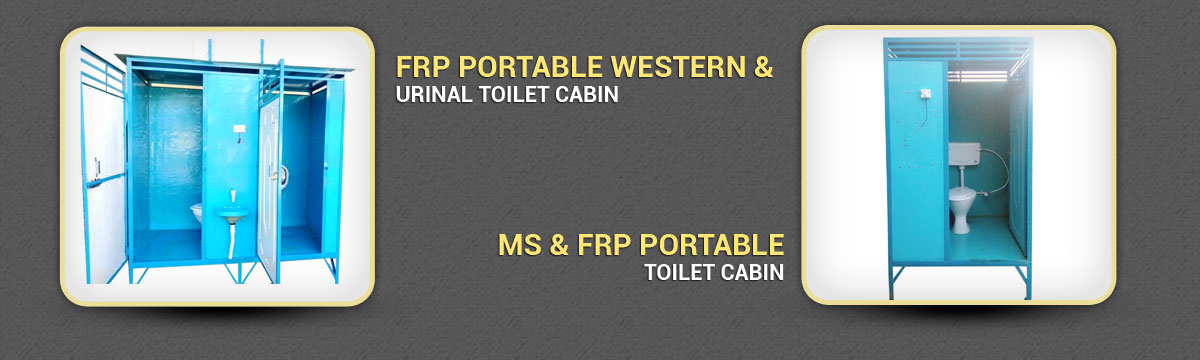 FRP PORTABLE WESTERN &
URINAL TOILET CABIN
MS & FRP PORTABLE
TOILET CABIN